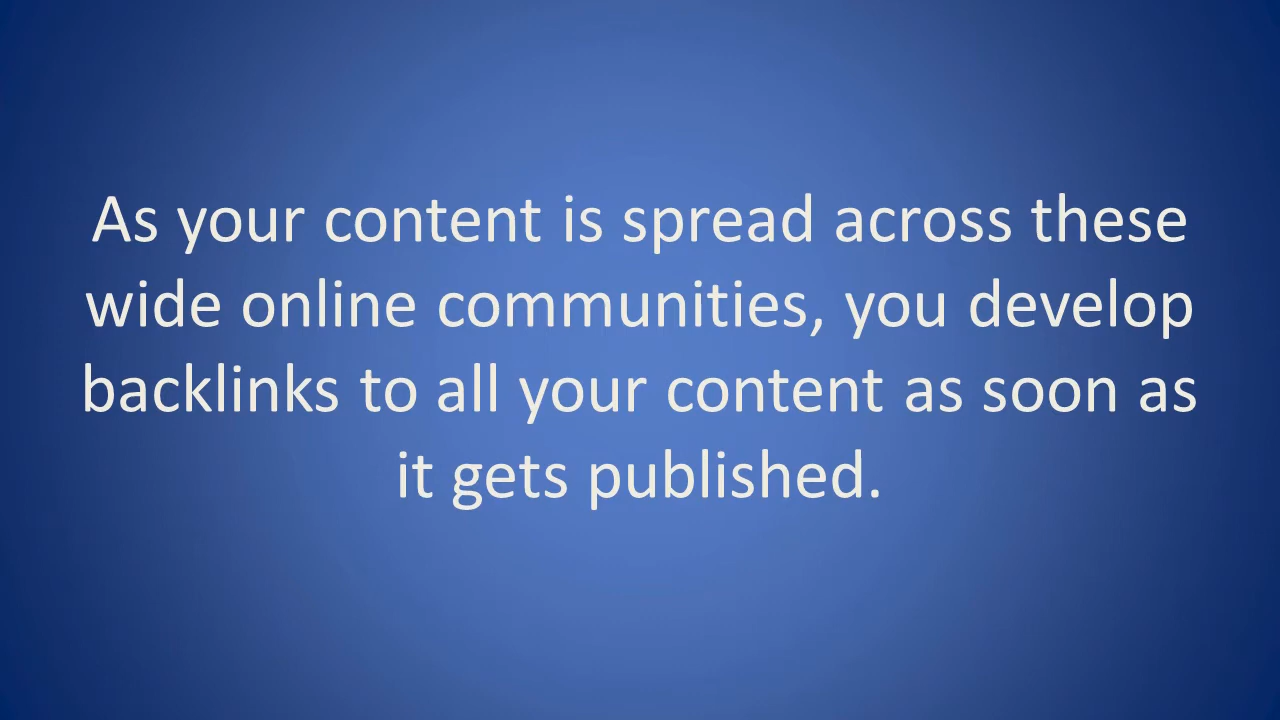 As your content is spread across these
wide online communities, you develop
backlinks to all your content as soon as
it gets published.